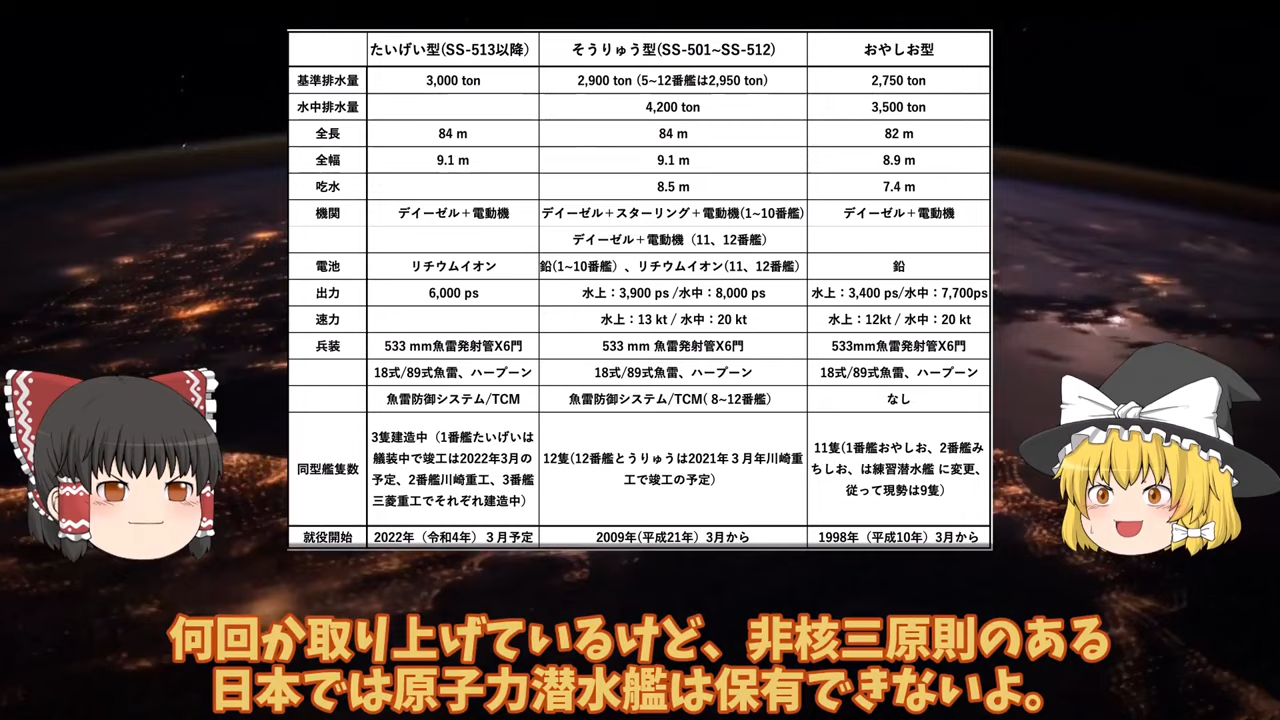 たいげい型(SS-513以降) そうりゅう型(SS-501~SS-512) おやしお型
基準排水量 3,000 ton 2,900 ton (5~12番艦は2,950 ton) 2,750 ton
水中排水量 4,200 ton 3,500 ton
全長 84 m 84 m 82 m
全幅 9.1 m 9.1 m 8.9 m
吃水 8.5 m 7.4 m
機関 デイーゼル＋電動機 デイーゼル＋スターリング＋電動機(1~10番艦) デイーゼル＋電動機
デイーゼル＋電動機（11、12番艦）
電池 リチウムイオン 鉛(1~10番艦）、リチウムイオン(11、12番艦） 鉛
出力 6,000 ps 水上：3,900 ps /水中：8,000 ps 水上：3,400 ps/水中：7,700ps
速力 水上：13 kt / 水中：20 kt 水上：12kt / 水中：20 kt
兵装 533 mm魚雷発射管X6門 533 mm 魚雷発射管X6門 533mm魚雷発射管X6門
18式/89式魚雷、ハープーン 18式/89式魚雷、ハープーン 18式/89式魚雷、ハープーン
魚雷防御システム/TCM 魚雷防御システム/TCM( 8~12番艦） なし
同型艦隻数
3隻建造中（1番艦たいげいは
艤装中で竣工は2022年3月の
予定、2番艦川崎重工、3番艦
三菱重工でそれぞれ建造中）
12隻(12番艦とうりゅうは2021年３月年川崎重
工で竣工の予定）
11隻(1番艦おやしお、2番艦み
ちしお、は練習潜水艦 に変更、
従って現勢は9隻）
就役開始 2022年（令和4年）３月予定 2009年(平成21年）3月から 1998年（平成10年）3月から
何回か取り上げているけど、非核三原則のある
日本では原子力潜水艦は保有できないよ。